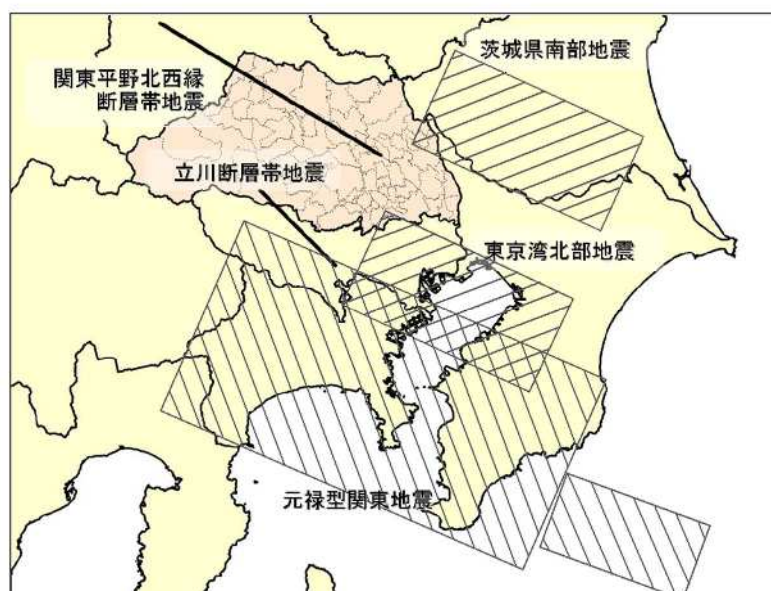 茨城県南部地震
関東平野北西縁
断層帯地震
立川断層帯地震
東京湾北部地震
元禄型関東地震